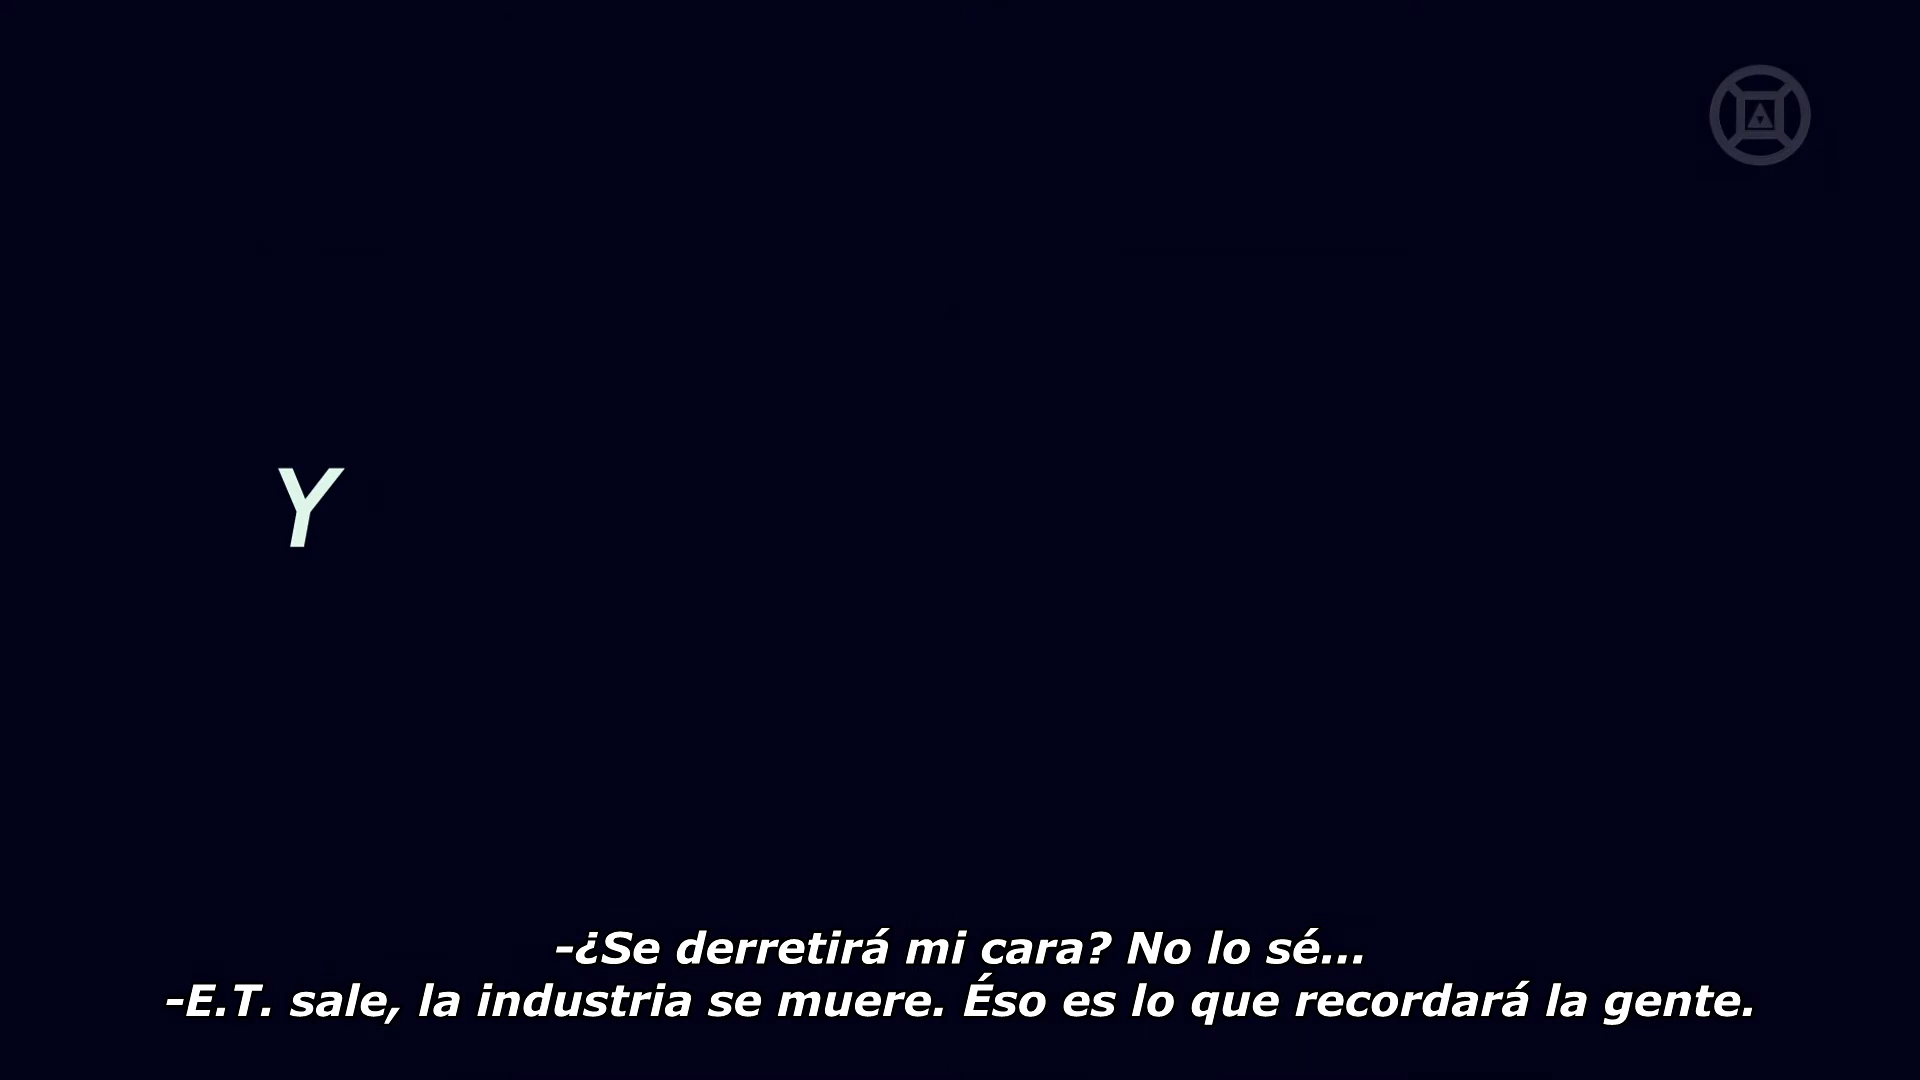 Y
-¿Se derretirá mi cara? No lo sé...
-E.T. sale, la industria se muere. Éso es lo que recordará la gente.